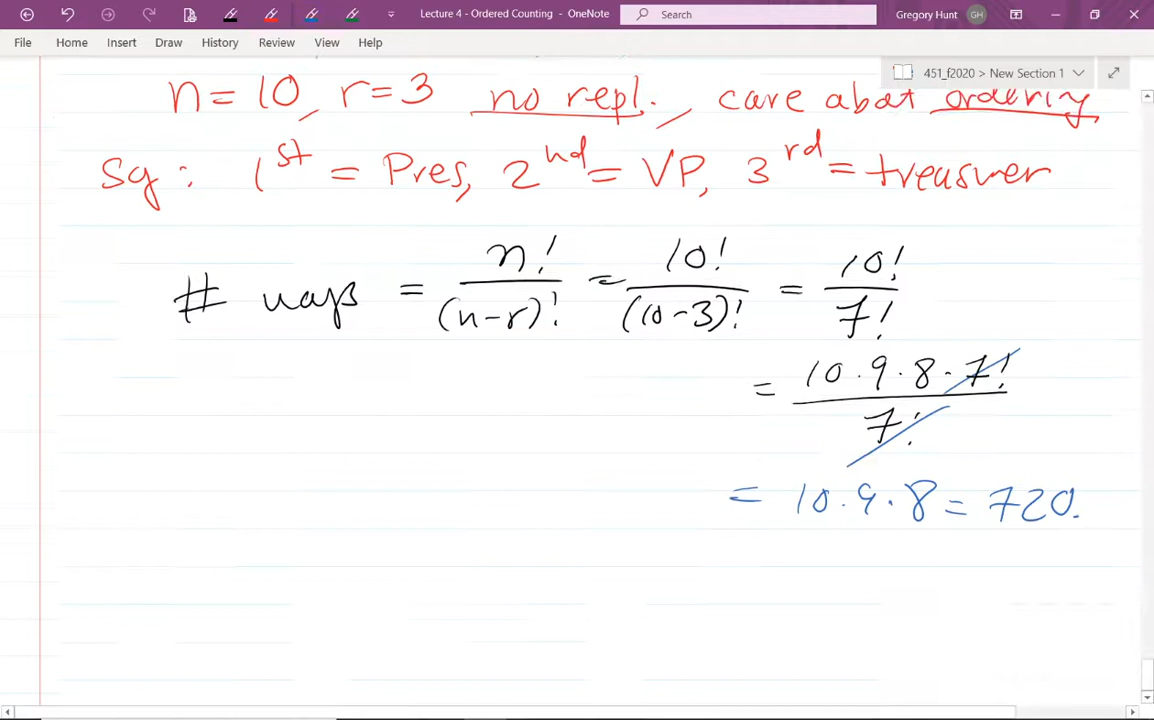 Lecture 4 - Ordered Counting - OneNote
Search
Gregory Hunt GH
File Home Insert Draw History Review View Help
451_f2020 > New Section 1
n = 10, r = 3 no repl., care about ordering
Sq: 1st = Pres, 2nd = VP, 3rd = treasurer
# ways = n!/(n-r)! = 10!/(10-3)! = 10!/7!
= 10·9·8·7!/7!
= 10·9·8 = 720.